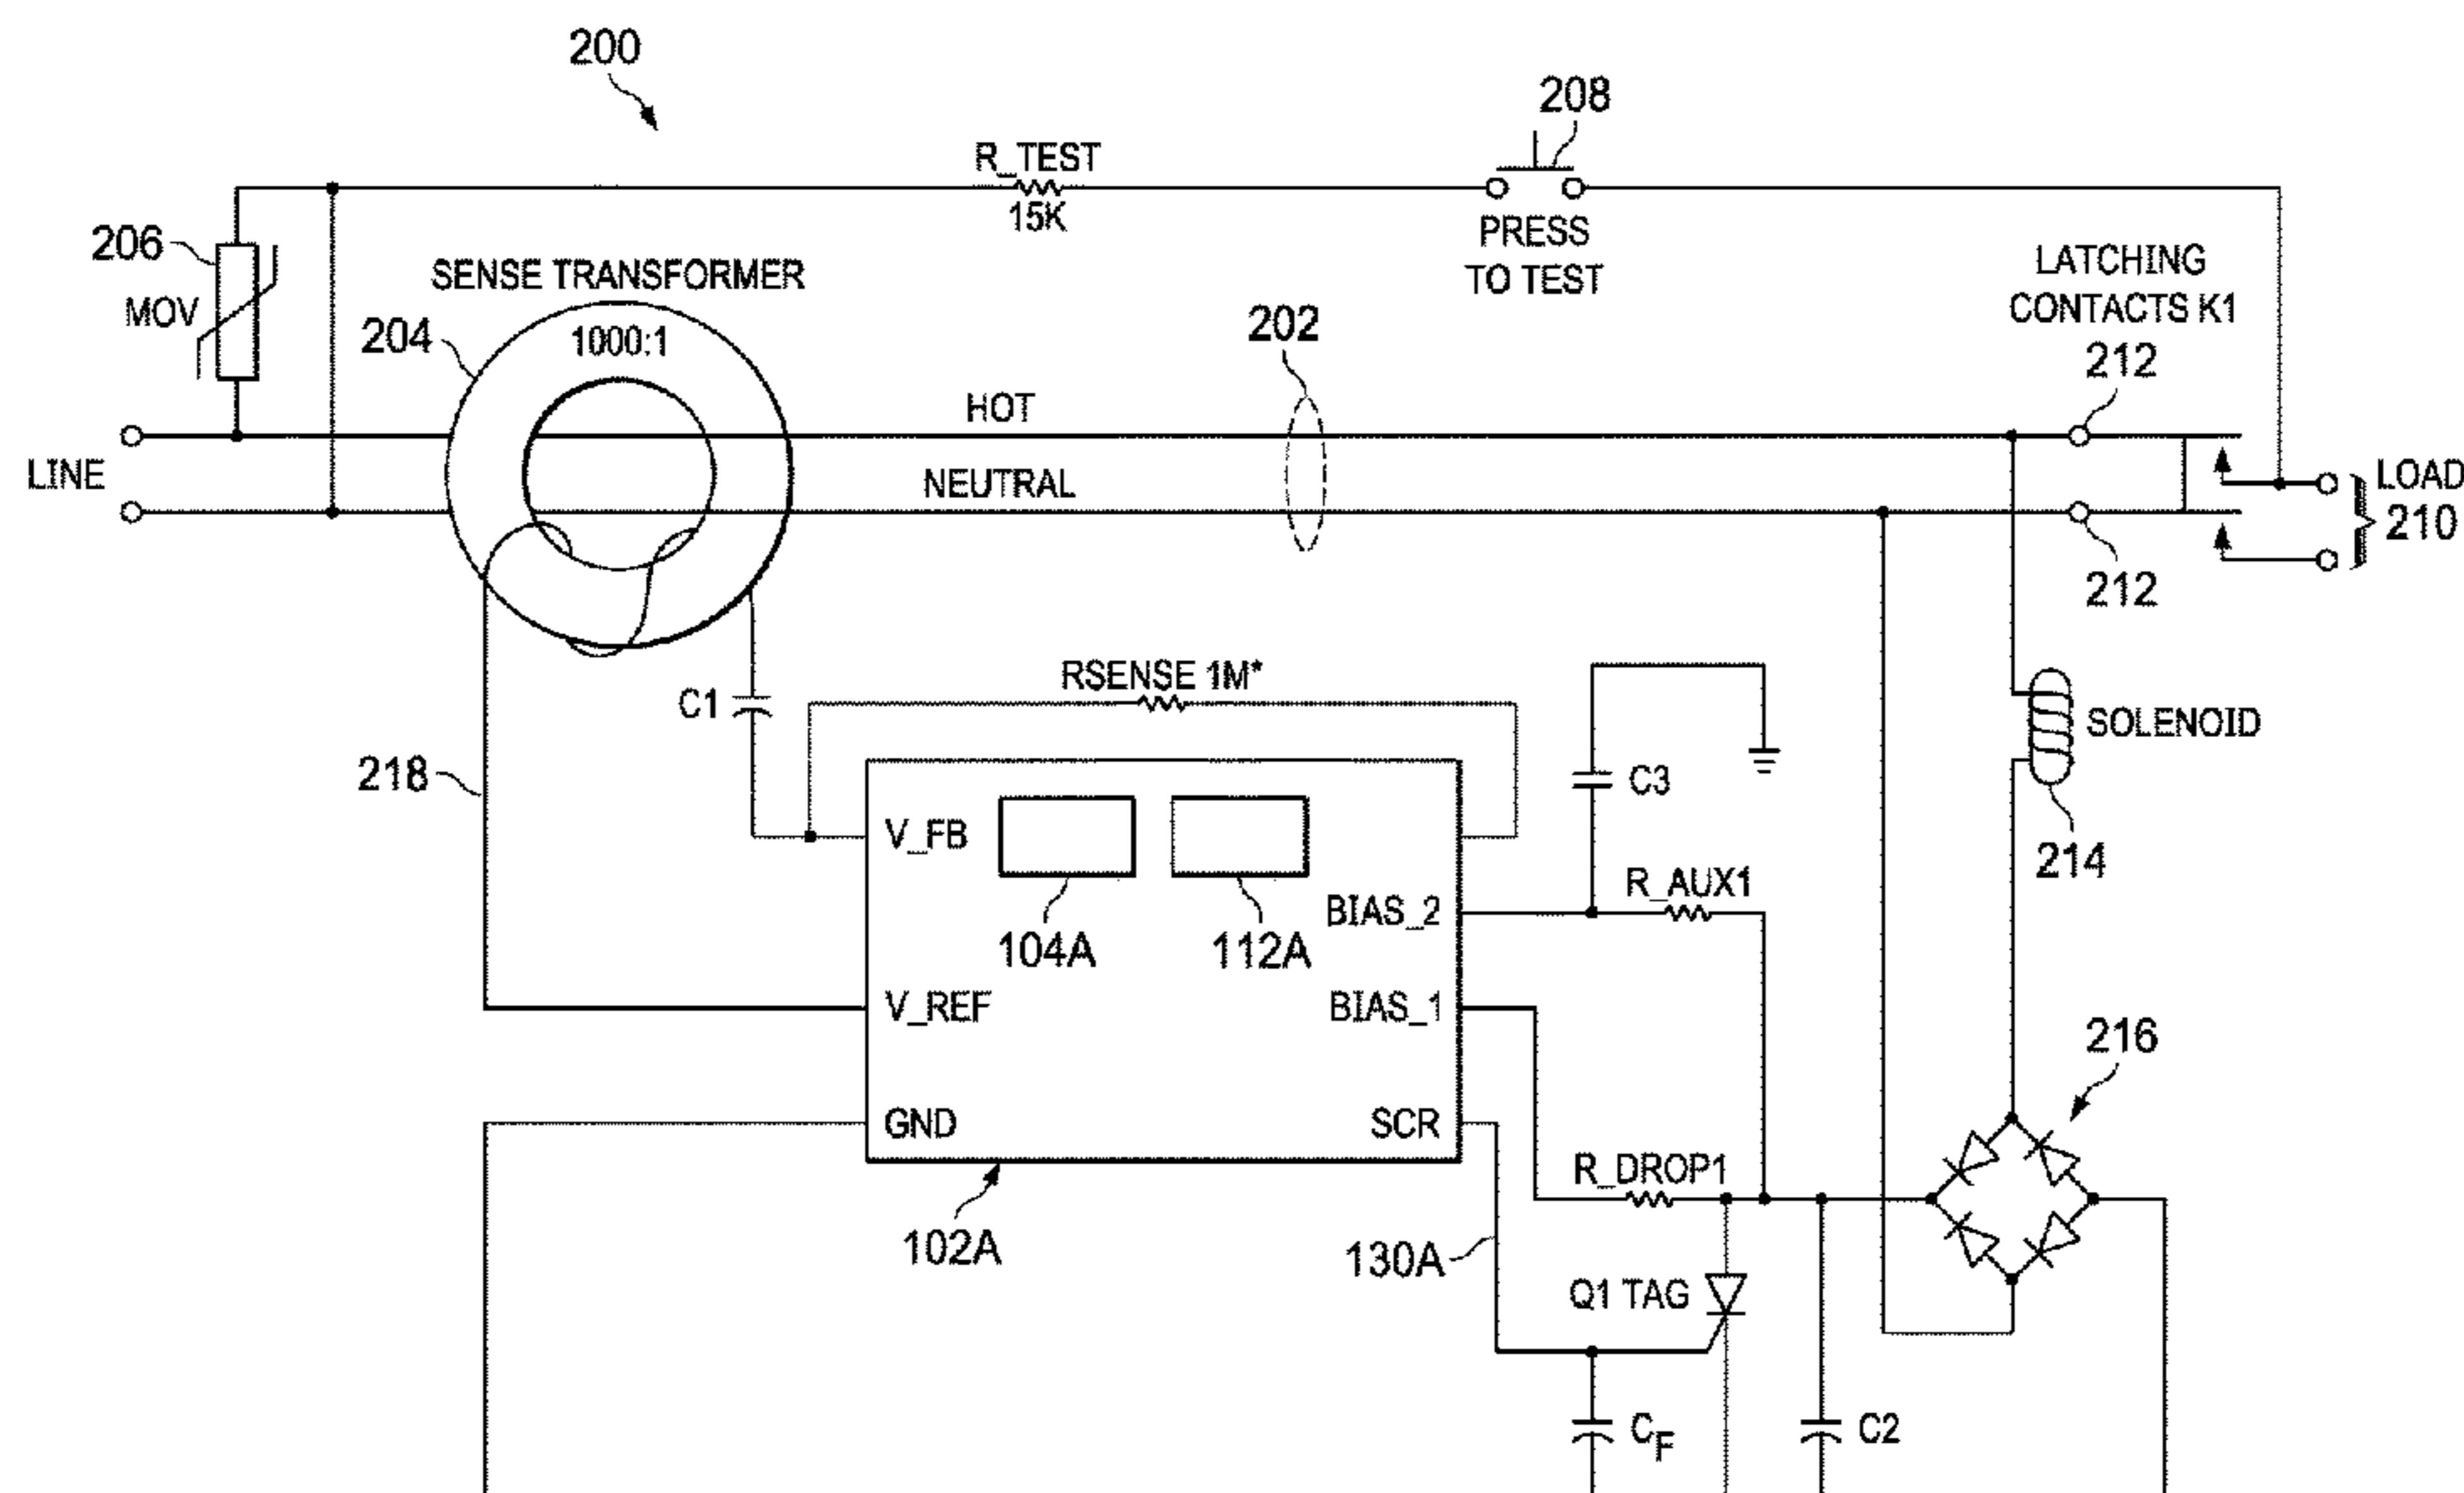 200
208
R_TEST
15K
PRESS
TO TEST
206
MOV
SENSE TRANSFORMER
1000:1
204
202
LATCHING
CONTACTS K1
212
HOT
LINE
NEUTRAL
LOAD
210
212
RSENSE 1M*
C1
SOLENOID
218
C3
V_FB
214
R_AUX1
BIAS_2
104A
112A
V_REF
BIAS_1
216
GND
SCR
R_DROP1
102A
130A
Q1 TAG
CF
C2